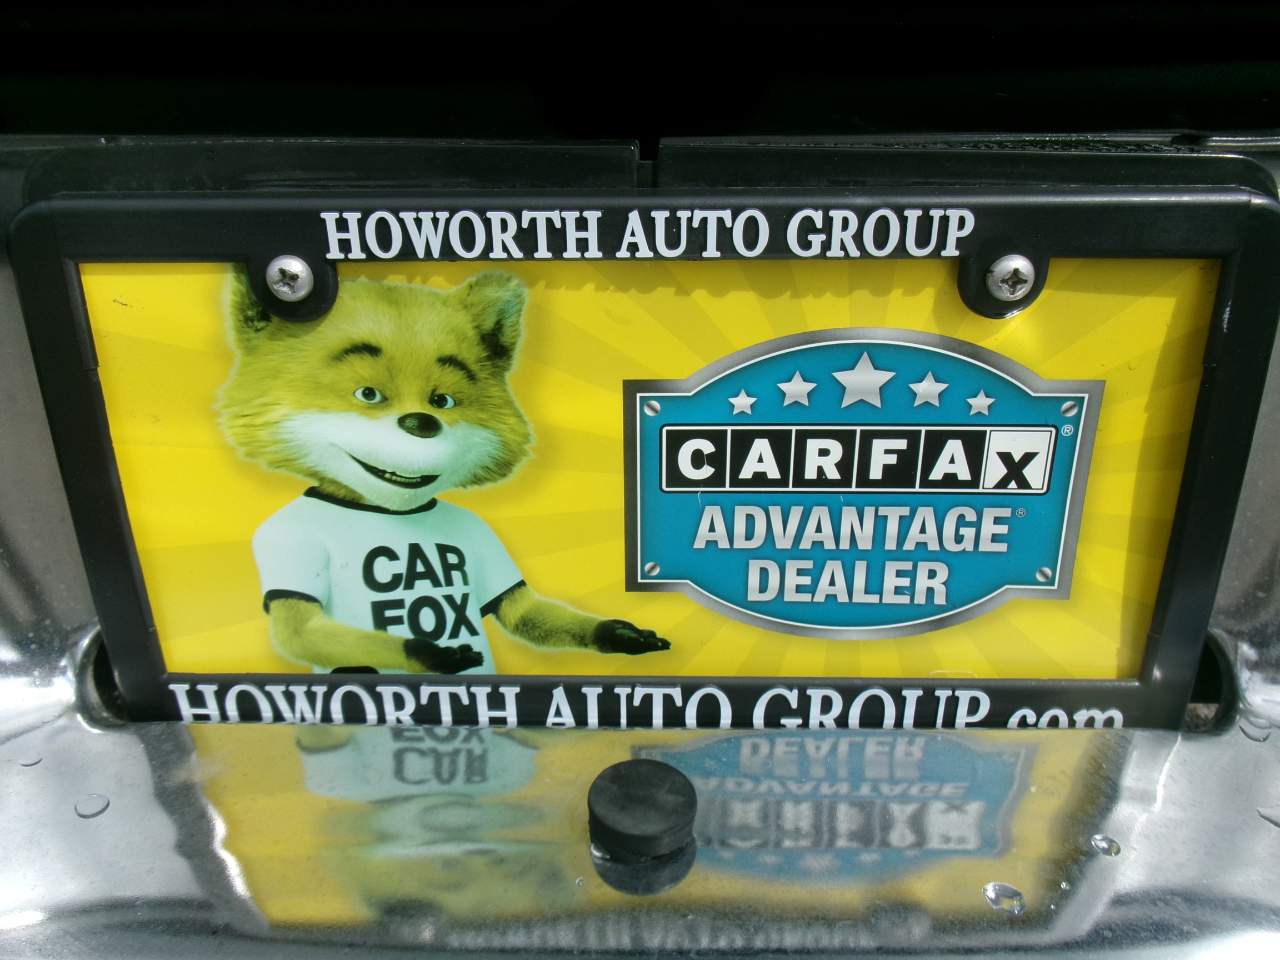 HOWORTH AUTO GROUP
CARFAX®
ADVANTAGE®
DEALER
CAR
FOX
HOWORTH AUTO GROUP.com